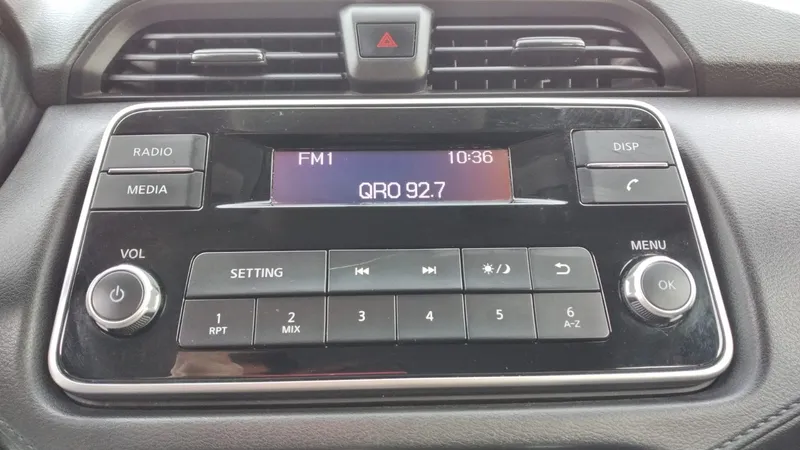 RADIO
MEDIA
FM1 10:36
QRO 92.7
DISP
VOL
MENU
SETTING
OK
1 RPT
2 MIX
3
4
5
6 A-Z